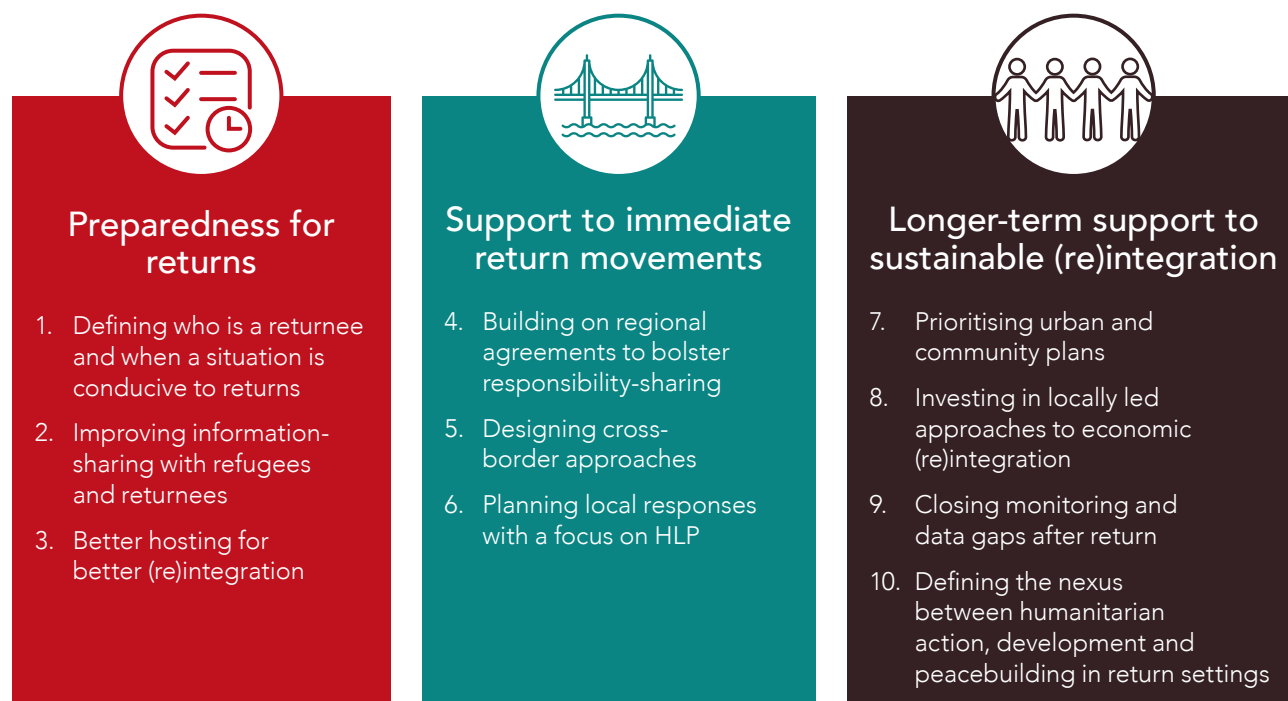 Preparedness for
returns
1. Defining who is a returnee
and when a situation is
conducive to returns
2. Improving information-
sharing with refugees
and returnees
3. Better hosting for
better (re)integration
Support to immediate
return movements
4. Building on regional
agreements to bolster
responsibility-sharing
5. Designing cross-
border approaches
6. Planning local responses
with a focus on HLP
Longer-term support to
sustainable (re)integration
7. Prioritising urban and
community plans
8. Investing in locally led
approaches to economic
(re)integration
9. Closing monitoring and
data gaps after return
10. Defining the nexus
between humanitarian
action, development and
peacebuilding in return settings